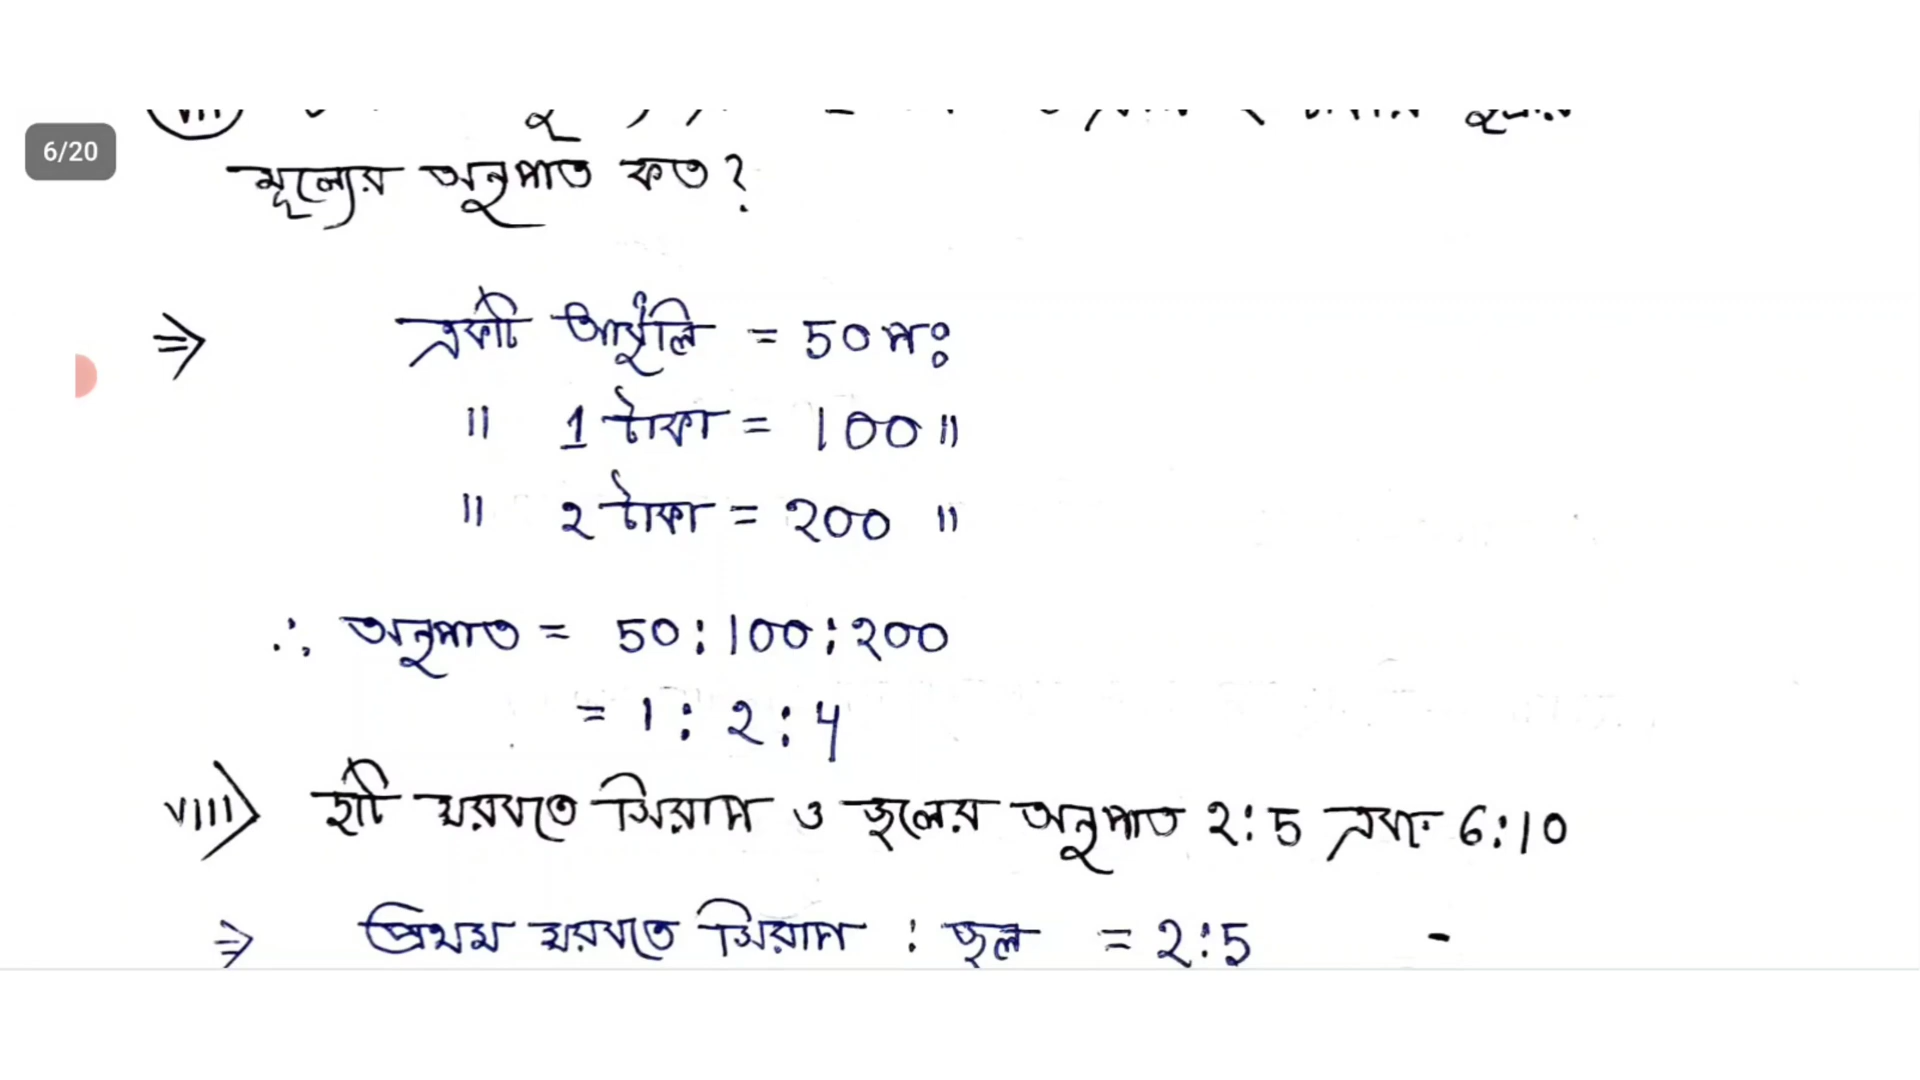 6/20
মূল্যের অনুপাত কত?
⇒ একটি আধুঁলি = 50 পঃ
" 1 টাকা = 100 "
" 2 টাকা = 200 "
∴ অনুপাত = 50:100:200
= 1 : 2 : 4
viii) দুটি শরবতে সিরাপ ও জলের অনুপাত 2:5 এবং 6:10
⇒ প্রথম শরবতে সিরাপ : জল = 2:5